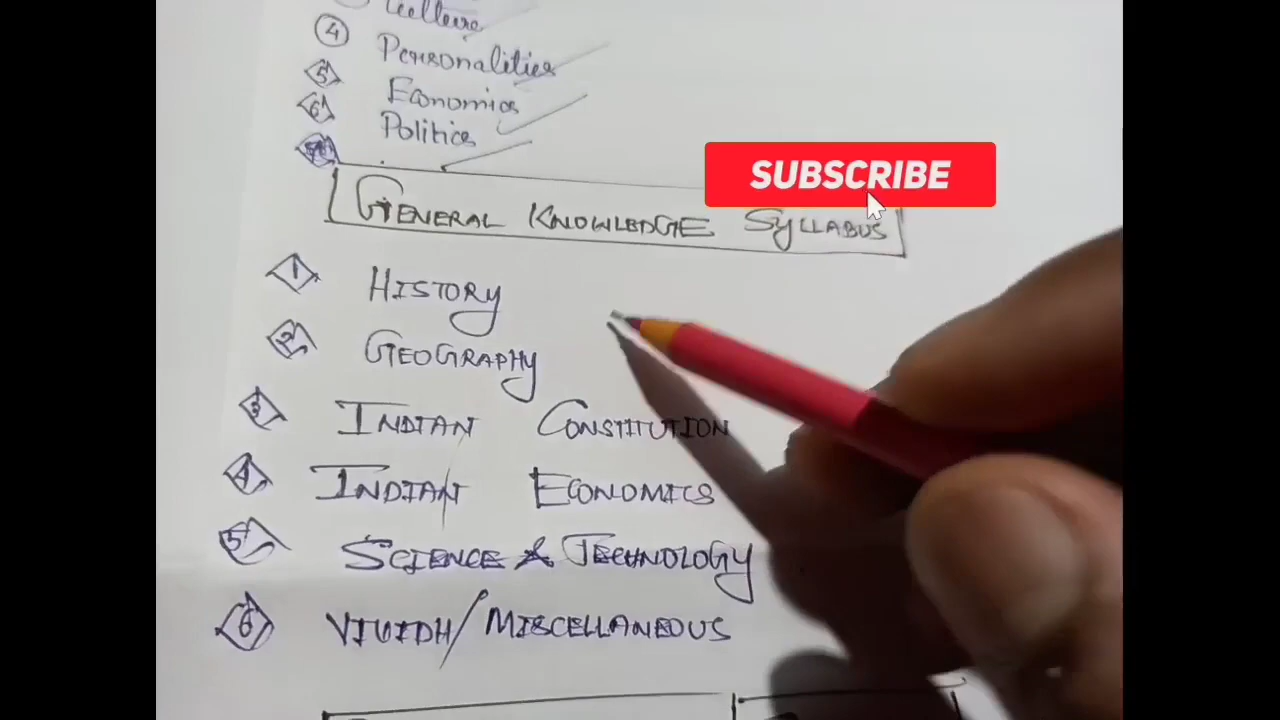 Culture
4 Personalities
5 Economics
6 Politics
SUBSCRIBE
GENERAL KNOWLEDGE SYLLABUS
1 HISTORY
2 GEOGRAPHY
3 INDIAN CONSTITUTION
4 INDIAN ECONOMICS
5 SCIENCE & TECHNOLOGY
6 VIVIDH/MISCELLANEOUS